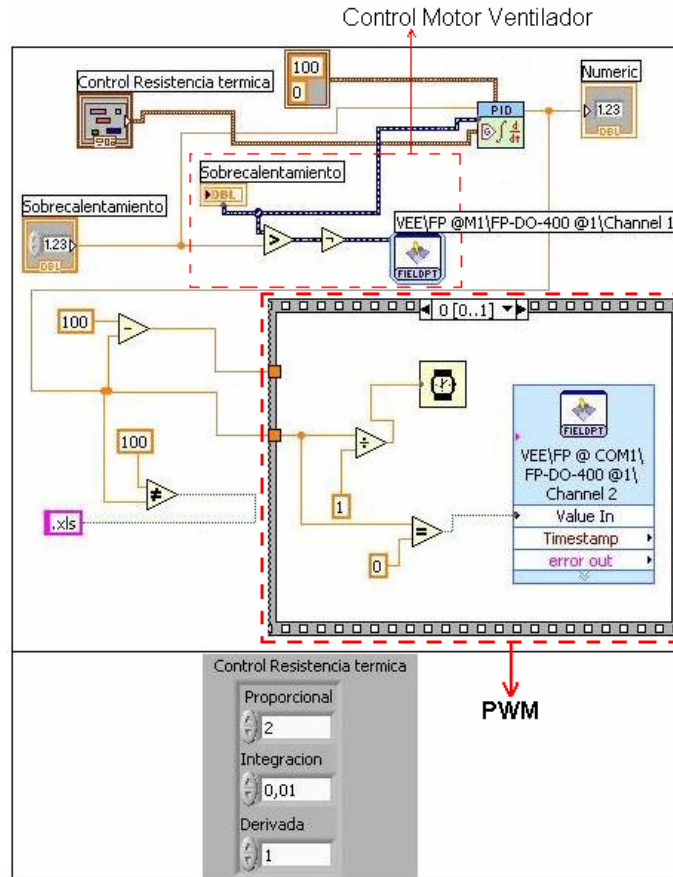 Control Motor Ventilador
100
0
Control Resistencia termica
Numeric
PID
1.23
DBL
Sobrecalentamiento
DBL
Sobrecalentamiento
1.23
DBL
VEE\FP @M1\FP-DO-400 @1\Channel 1
>
FIELDPT
0 [0..1]
100
-
FIELDPT
VEE\FP @ COM1\
FP-DO-400 @1\
Channel 2
100
÷
≠
1
Value In
.xls
=
Timestamp
0
error out
Control Resistencia termica
PWM
Proporcional
2
Integracion
0,01
Derivada
1